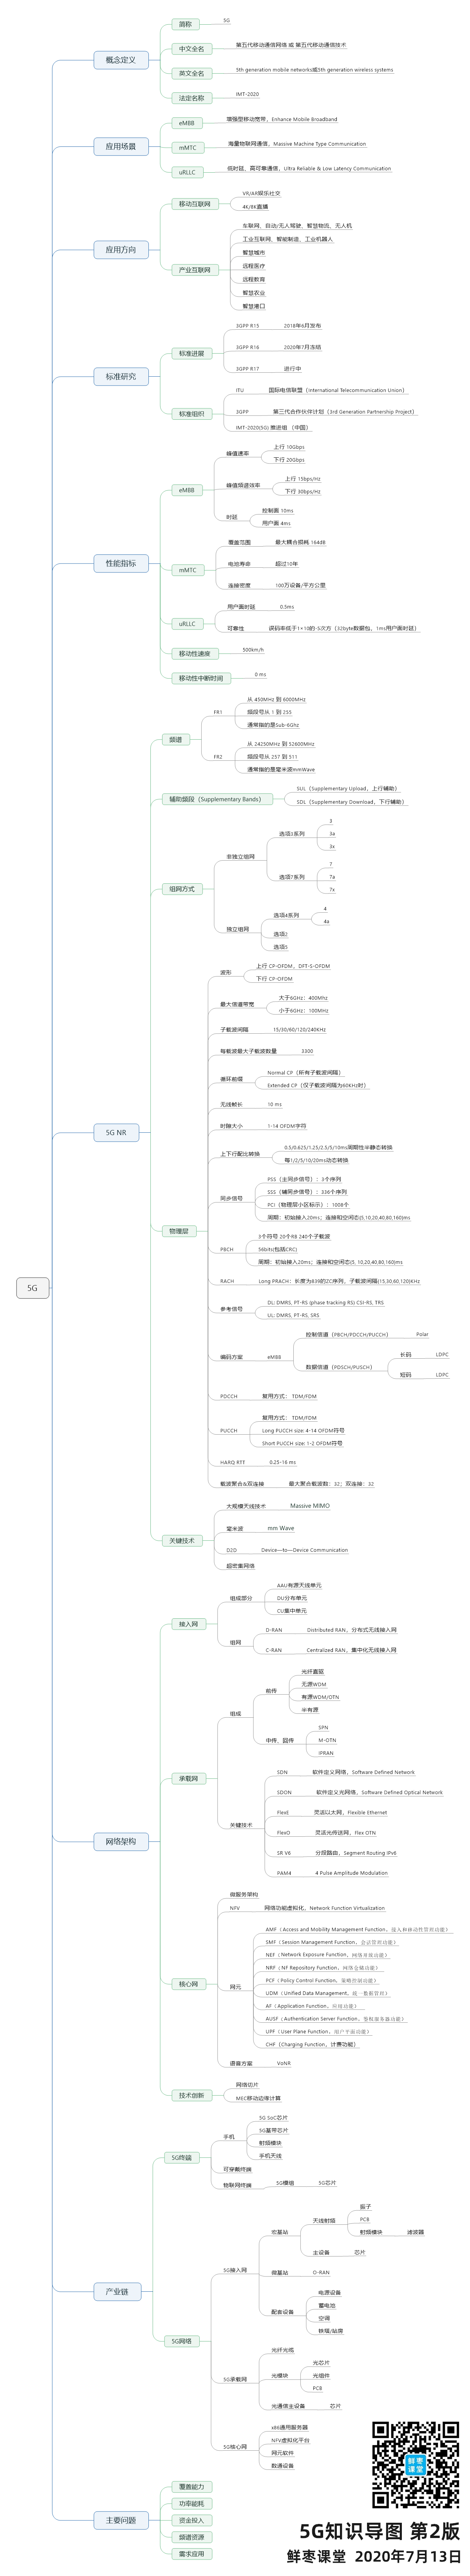 5G
概念定义
简称
5G
中文全名
第五代移动通信网络 或 第五代移动通信技术
英文全名
5th generation mobile networks或5th generation wireless systems
法定名称
IMT-2020
应用场景
eMBB
增强型移动宽带，Enhance Mobile Broadband
mMTC
海量物联网通信，Massive Machine Type Communication
uRLLC
低时延、高可靠通信，Ultra Reliable & Low Latency Communication
应用方向
移动互联网
VR/AR娱乐社交
4K/8K直播
产业互联网
车联网、自动/无人驾驶、智慧物流、无人机
工业互联网、智能制造、工业机器人
智慧城市
远程医疗
远程教育
智慧农业
智慧港口
标准研究
标准进展
3GPP R15
2018年6月发布
3GPP R16
2020年7月冻结
3GPP R17
进行中
标准组织
ITU
国际电信联盟（International Telecommunication Union）
3GPP
第三代合作伙伴计划（3rd Generation Partnership Project）
IMT-2020(5G) 推进组 （中国）
性能指标
eMBB
峰值速率
上行 10Gbps
下行 20Gbps
峰值频谱效率
上行 15bps/Hz
下行 30bps/Hz
时延
控制面 10ms
用户面 4ms
mMTC
覆盖范围
最大耦合损耗 164dB
电池寿命
超过10年
连接密度
100万设备/平方公里
uRLLC
用户面时延
0.5ms
可靠性
误码率低于1×10的-5次方（32byte数据包，1ms用户面时延）
移动性速度
500km/h
移动性中断时间
0 ms
5G NR
频谱
FR1
从 450MHz 到 6000MHz
频段号从 1 到 255
通常指的是Sub-6Ghz
FR2
从 24250MHz 到 52600MHz
频段号从 257 到 511
通常指的是毫米波mmWave
辅助频段（Supplementary Bands）
SUL（Supplementary Upload，上行辅助）
SDL（Supplementary Download，下行辅助）
组网方式
非独立组网
选项3系列
3
3a
3x
选项7系列
7
7a
7x
独立组网
选项4系列
4
4a
选项2
选项5
物理层
波形
上行 CP-OFDM，DFT-S-OFDM
下行 CP-OFDM
最大信道带宽
大于6GHz：400Mhz
小于6GHz：100MHz
子载波间隔
15/30/60/120/240KHz
每载波最大子载波数量
3300
循环前缀
Normal CP（所有子载波间隔）
Extended CP（仅子载波间隔为60KHz时）
无线帧长
10 ms
时隙大小
1-14 OFDM字符
上下行配比转换
0.5/0.625/1.25/2.5/5/10ms周期性半静态转换
每1/2/5/10/20ms动态转换
同步信号
PSS（主同步信号）：3个序列
SSS（辅同步信号）：336个序列
PCI（物理层小区标示）：1008个
周期：初始接入20ms；连接和空闲态(5,10,20,40,80,160)ms
PBCH
3个符号 20个RB 240个子载波
56bits(包括CRC)
周期：初始接入20ms；连接和空闲态(5, 10,20,40,80,160)ms
RACH
Long PRACH：长度为839的ZC序列，子载波间隔(15,30,60,120)KHz
参考信号
DL: DMRS, PT-RS (phase tracking RS) CSI-RS, TRS
UL: DMRS, PT-RS, SRS
编码方案
eMBB
控制信道（PBCH/PDCCH/PUCCH）
Polar
数据信道（PDSCH/PUSCH）
长码
LDPC
短码
LDPC
PDCCH
复用方式： TDM/FDM
PUCCH
复用方式： TDM/FDM
Long PUCCH size: 4-14 OFDM符号
Short PUCCH size: 1-2 OFDM符号
HARQ RTT
0.25-16 ms
载波聚合&双连接
最大聚合载波数：32；双连接：32
关键技术
大规模天线技术
Massive MIMO
毫米波
mm Wave
D2D
Device—to—Device Communication
超密集网络
网络架构
接入网
组成部分
AAU有源天线单元
DU分布单元
CU集中单元
组网
D-RAN
Distributed RAN，分布式无线接入网
C-RAN
Centralized RAN，集中化无线接入网
承载网
组成
前传
光纤直驱
无源WDM
有源WDM/OTN
半有源
中传、回传
SPN
M-OTN
IPRAN
关键技术
SDN
软件定义网络，Software Defined Network
SDON
软件定义光网络，Software Defined Optical Network
FlexE
灵活以太网，Flexible Ethernet
FlexO
灵活光传送网，Flex OTN
SR V6
分段路由，Segment Routing IPv6
PAM4
4 Pulse Amplitude Modulation
核心网
微服务架构
NFV
网络功能虚拟化，Network Function Virtualization
网元
AMF（Access and Mobility Management Function，接入和移动性管理功能）
SMF（Session Management Function，会话管理功能）
NEF（Network Exposure Function，网络开放功能）
NRF（NF Repository Function，网络仓储功能）
PCF（Policy Control Function，策略控制功能）
UDM（Unified Data Management，统一数据管理）
AF（Application Function，应用功能）
AUSF（Authentication Server Function，鉴权服务器功能）
UPF（User Plane Function，用户平面功能）
CHF（Charging Function，计费功能）
语音方案
VoNR
技术创新
网络切片
MEC移动边缘计算
产业链
5G终端
手机
5G SoC芯片
5G基带芯片
射频模块
手机天线
可穿戴终端
物联网终端
5G模组
5G芯片
5G网络
5G接入网
宏基站
天线射频
振子
PCB
射频模块
滤波器
主设备
芯片
微基站
O-RAN
配套设备
电源设备
蓄电池
空调
铁塔/站房
5G承载网
光纤光缆
光模块
光芯片
光组件
PCB
光通信主设备
芯片
5G核心网
x86通用服务器
NFV虚拟化平台
网元软件
数通设备
主要问题
覆盖能力
功率能耗
资金投入
频谱资源
需求应用
鲜枣
课堂
5G知识导图 第2版
鲜枣课堂 2020年7月13日